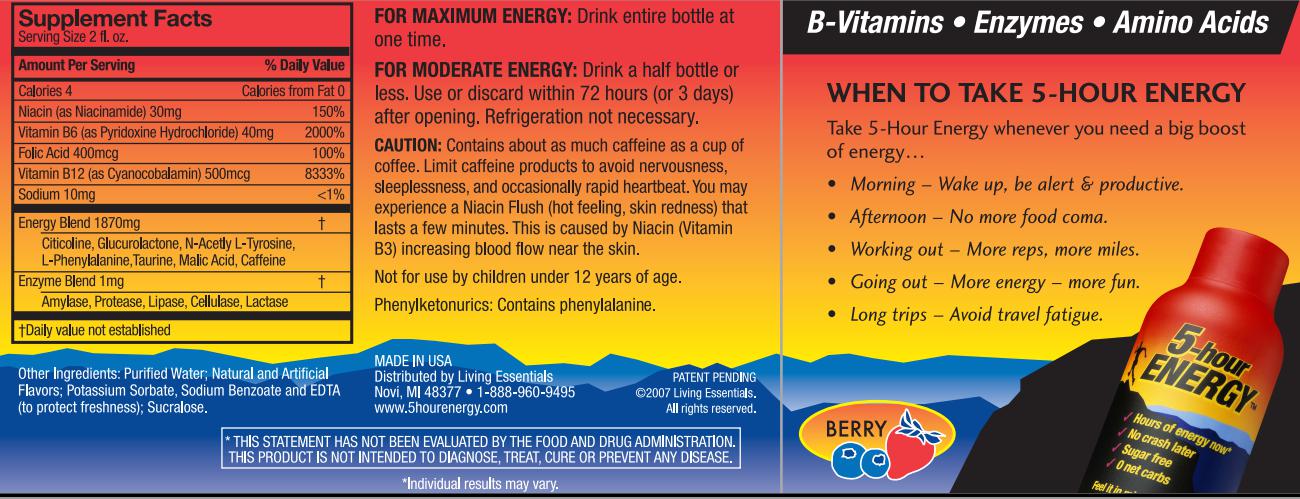 Supplement Facts
Serving Size 2 fl. oz.
Amount Per Serving % Daily Value
Calories 4 Calories from Fat 0
Niacin (as Niacinamide) 30mg 150%
Vitamin B6 (as Pyridoxine Hydrochloride) 40mg 2000%
Folic Acid 400mcg 100%
Vitamin B12 (as Cyanocobalamin) 500mcg 8333%
Sodium 10mg <1%
Energy Blend 1870mg †
Citicoline, Glucurolactone, N-Acetly L-Tyrosine,
L-Phenylalanine,Taurine, Malic Acid, Caffeine
Enzyme Blend 1mg †
Amylase, Protease, Lipase, Cellulase, Lactase
†Daily value not established
Other Ingredients: Purified Water; Natural and Artificial
Flavors; Potassium Sorbate, Sodium Benzoate and EDTA
(to protect freshness); Sucralose.
FOR MAXIMUM ENERGY: Drink entire bottle at
one time.
FOR MODERATE ENERGY: Drink a half bottle or
less. Use or discard within 72 hours (or 3 days)
after opening. Refrigeration not necessary.
CAUTION: Contains about as much caffeine as a cup of
coffee. Limit caffeine products to avoid nervousness,
sleeplessness, and occasionally rapid heartbeat. You may
experience a Niacin Flush (hot feeling, skin redness) that
lasts a few minutes. This is caused by Niacin (Vitamin
B3) increasing blood flow near the skin.
Not for use by children under 12 years of age.
Phenylketonurics: Contains phenylalanine.
MADE IN USA
Distributed by Living Essentials
Novi, MI 48377 • 1-888-960-9495
www.5hourenergy.com
PATENT PENDING
©2007 Living Essentials.
All rights reserved.
* THIS STATEMENT HAS NOT BEEN EVALUATED BY THE FOOD AND DRUG ADMINISTRATION.
THIS PRODUCT IS NOT INTENDED TO DIAGNOSE, TREAT, CURE OR PREVENT ANY DISEASE.
*Individual results may vary.
B-Vitamins • Enzymes • Amino Acids
WHEN TO TAKE 5-HOUR ENERGY
Take 5-Hour Energy whenever you need a big boost
of energy…
• Morning – Wake up, be alert & productive.
• Afternoon – No more food coma.
• Working out – More reps, more miles.
• Going out – More energy – more fun.
• Long trips – Avoid travel fatigue.
BERRY
5-hour
ENERGY™
✓ Hours of energy now*
✓ No crash later
✓ Sugar free
✓ 0 net carbs
Feel it in